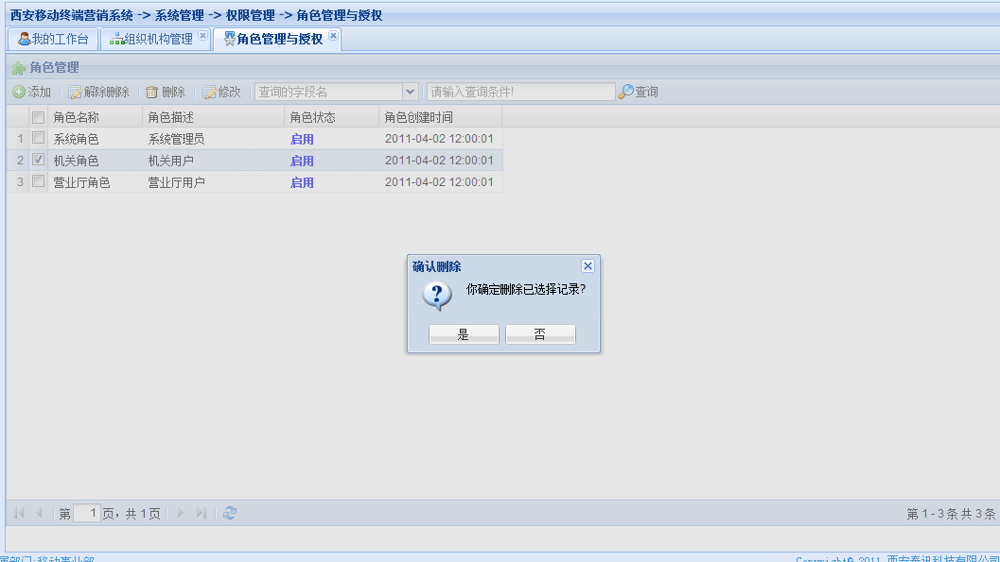 西安移动终端营销系统 -> 系统管理 -> 权限管理 -> 角色管理与授权
我的工作台 组织机构管理 角色管理与授权
角色管理
添加 解除删除 删除 修改 查询的字段名 请输入查询条件! 查询
角色名称 角色描述 角色状态 角色创建时间
1 系统角色 系统管理员 启用 2011-04-02 12:00:01
2 机关角色 机关用户 启用 2011-04-02 12:00:01
3 营业厅角色 营业厅用户 启用 2011-04-02 12:00:01
确认删除
你确定删除已选择记录?
是 否
第 1 页，共 1 页 第 1 - 3 条 共 3 条
部门:移动事业部 Copyright© 2011 西安秦讯科技有限公司